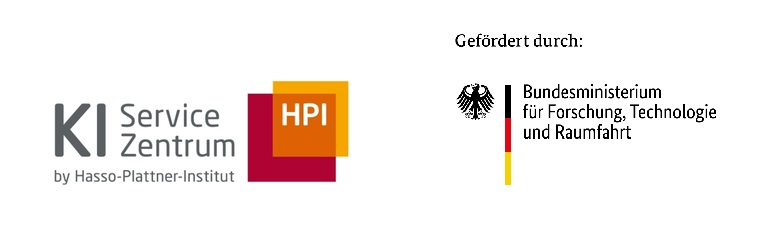 KI Service
Zentrum
by Hasso-Plattner-Institut
HPI
Gefördert durch:
Bundesministerium
für Forschung, Technologie
und Raumfahrt